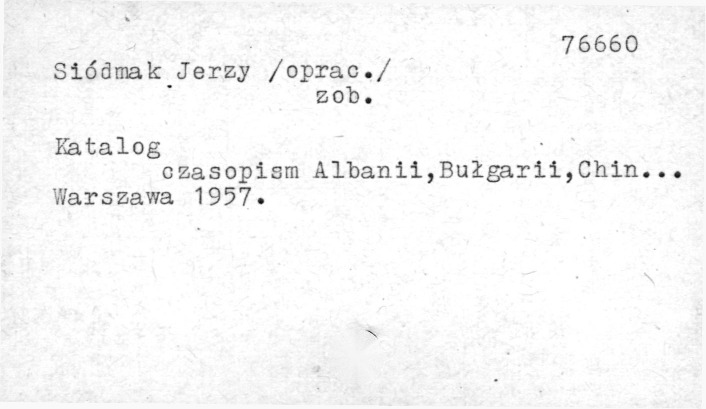 76660
Siódmak Jerzy /oprac./
zob.
Katalog
czasopism Albanii,Bułgarii,Chin...
Warszawa 1957.